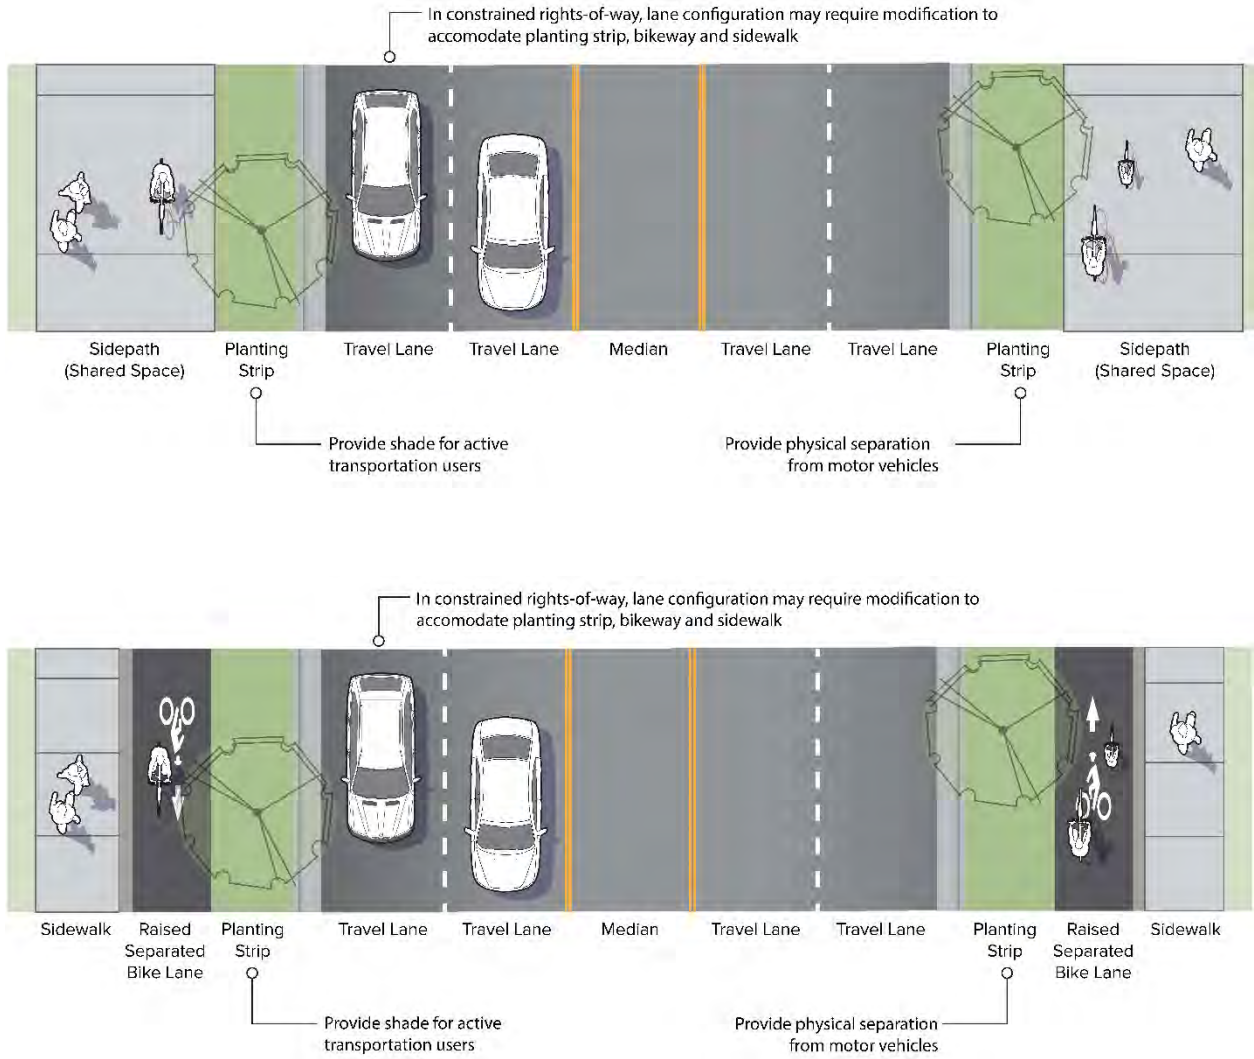 In constrained rights-of-way, lane configuration may require modification to
accomodate planting strip, bikeway and sidewalk
Sidepath
(Shared Space)
Planting
Strip
Travel Lane
Travel Lane
Median
Travel Lane
Travel Lane
Planting
Strip
Sidepath
(Shared Space)
Provide shade for active
transportation users
Provide physical separation
from motor vehicles
In constrained rights-of-way, lane configuration may require modification to
accomodate planting strip, bikeway and sidewalk
Sidewalk
Raised
Separated
Bike Lane
Planting
Strip
Travel Lane
Travel Lane
Median
Travel Lane
Travel Lane
Planting
Strip
Raised
Separated
Bike Lane
Sidewalk
Provide shade for active
transportation users
Provide physical separation
from motor vehicles